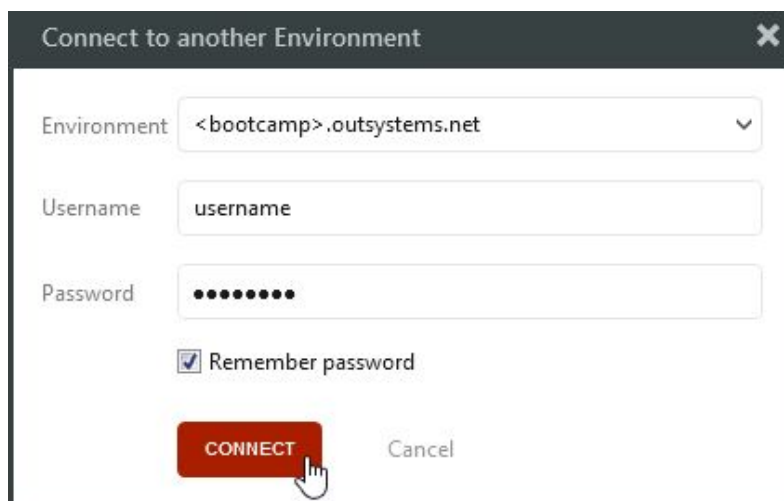 Connect to another Environment
Environment <bootcamp>.outsystems.net
Username username
Password ●●●●●●●●
Remember password
CONNECT Cancel